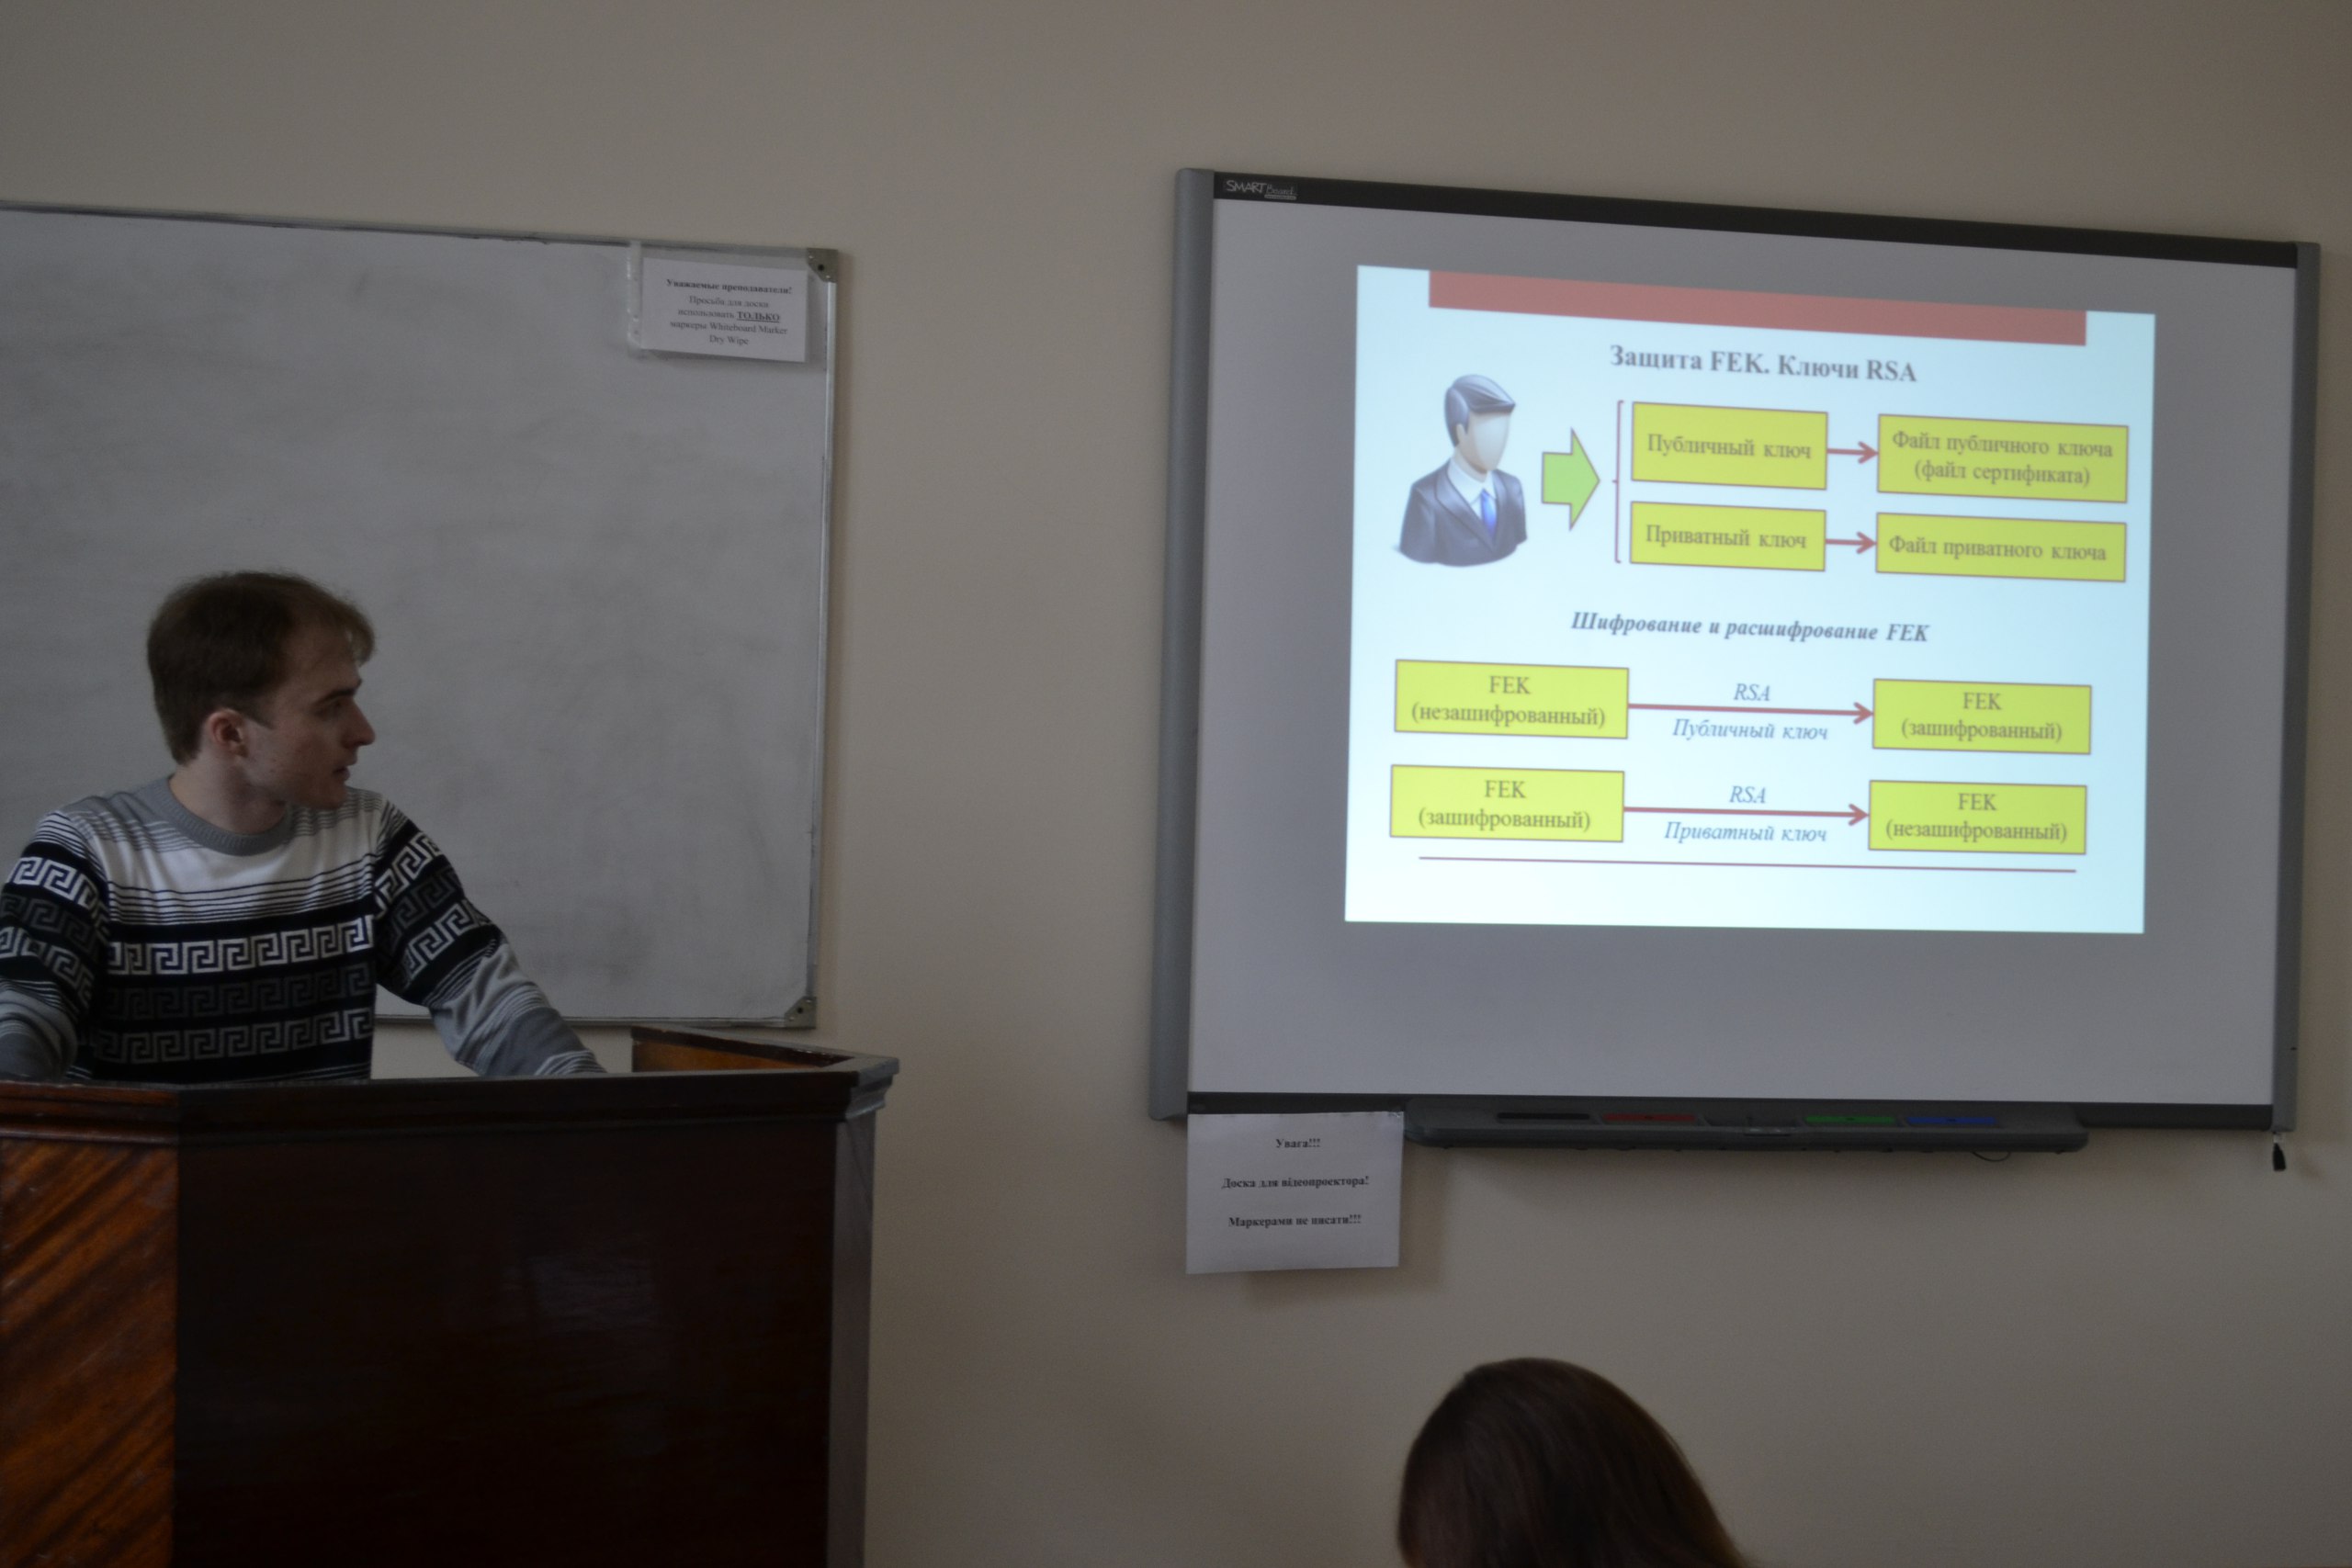 Уважаемые преподаватели!
Просьба для доски
использовать ТОЛЬКО
маркеры Whiteboard Marker
Dry Wipe
SMART Board
Защита FEK. Ключи RSA
Публичный ключ
Файл публичного ключа
(файл сертификата)
Приватный ключ
Файл приватного ключа
Шифрование и расшифрование FEK
FEK
(незашифрованный)
RSA
Публичный ключ
FEK
(зашифрованный)
FEK
(зашифрованный)
RSA
Приватный ключ
FEK
(незашифрованный)
Увага!!!
Доска для відеопроектора!
Маркерами не писати!!!